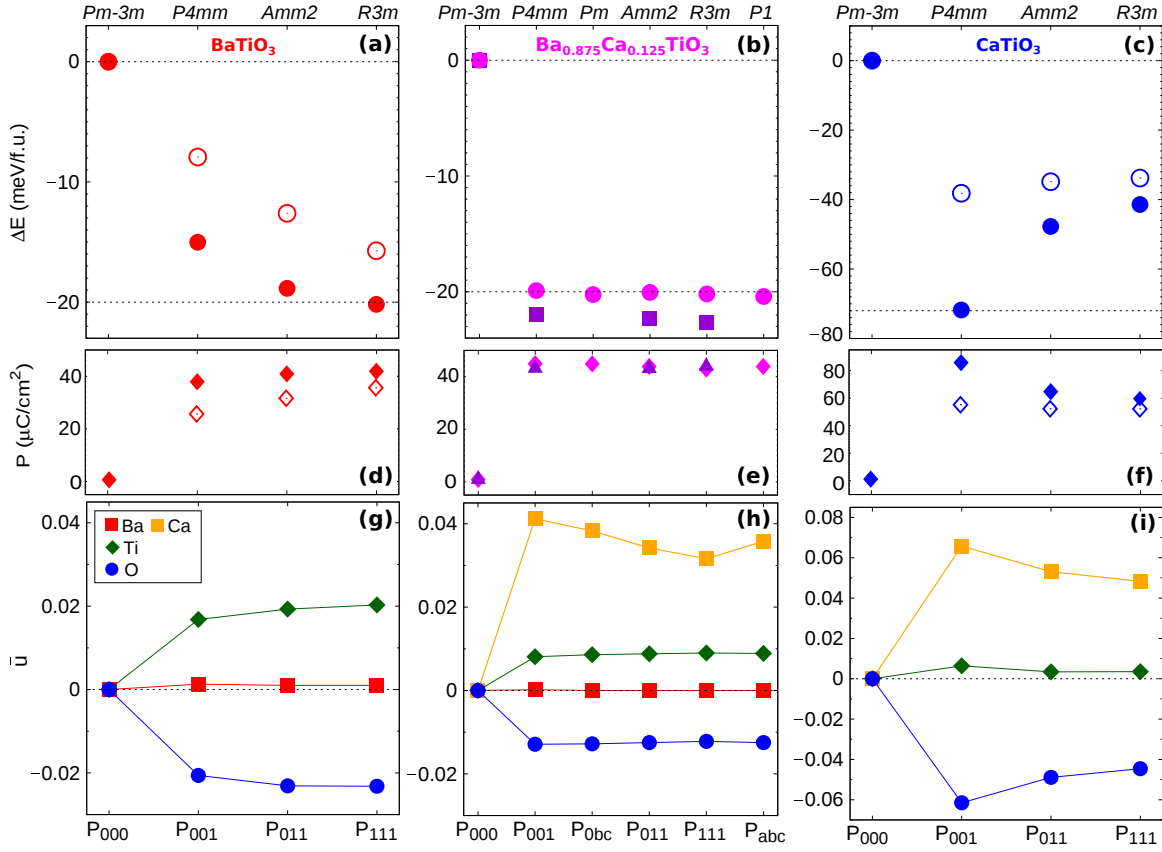 Pm-3m P4mm Amm2 R3m
Pm-3m P4mm Pm Amm2 R3m P1
Pm-3m P4mm Amm2 R3m
BaTiO₃ (a)
Ba₀.₈₇₅Ca₀.₁₂₅TiO₃ (b)
CaTiO₃ (c)
ΔE (meV/f.u.)
0
−10
−20
0
−10
−20
0
−20
−40
−60
−80
P (μC/cm²)
40
20
0
(d)
40
20
0
(e)
80
60
40
20
0
(f)
ū
0.04
0.02
0
−0.02
(g)
Ba Ca
Ti
O
0.04
0.02
0
−0.02
(h)
0.08
0.06
0.04
0.02
0
−0.02
−0.04
−0.06
(i)
P₀₀₀ P₀₀₁ P₀₁₁ P₁₁₁
P₀₀₀ P₀₀₁ P0bc P₀₁₁ P₁₁₁ Pabc
P₀₀₀ P₀₀₁ P₀₁₁ P₁₁₁